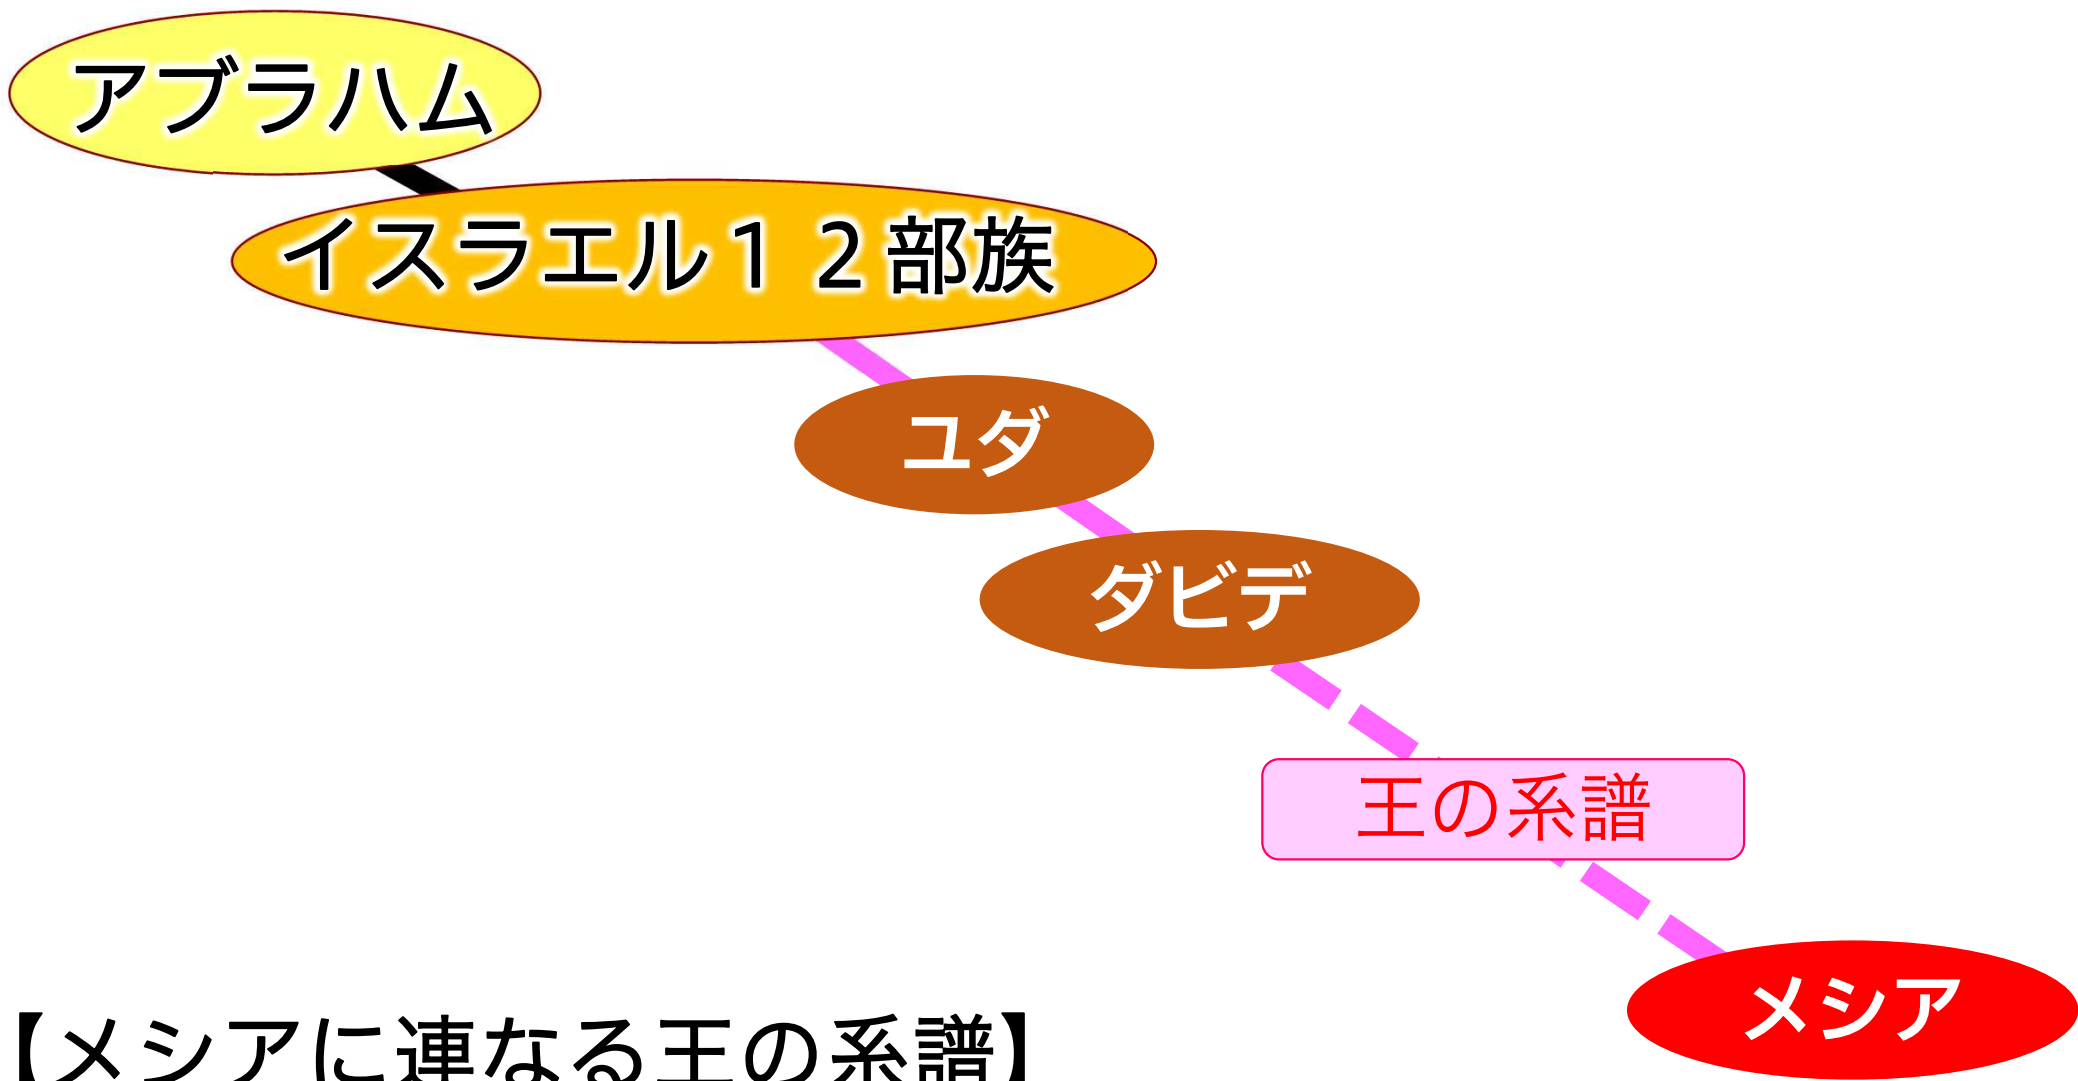 アブラハム
イスラエル１２部族
ユダ
ダビデ
王の系譜
メシア
【メシアに連なる王の系譜】